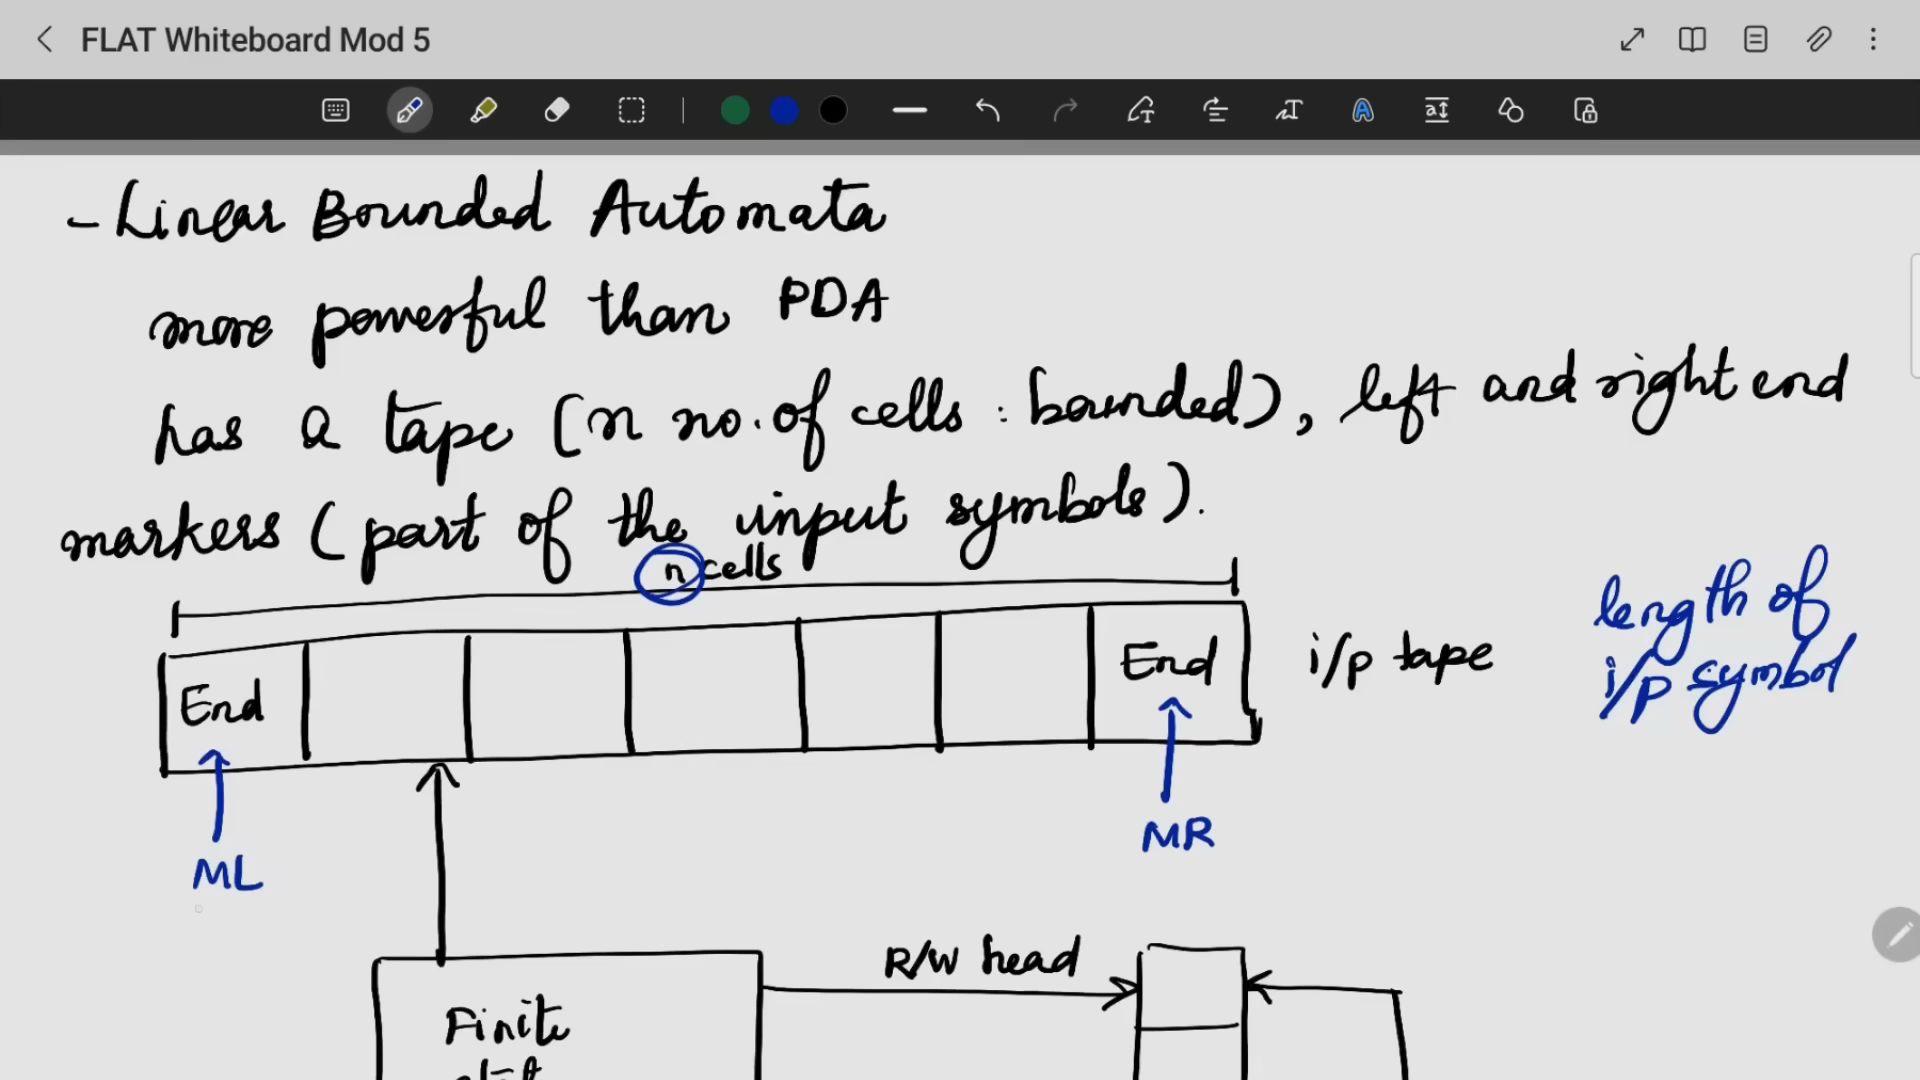 FLAT Whiteboard Mod 5
- Linear Bounded Automata
more powerful than PDA
has a tape (n no. of cells : bounded), left and right end
markers (part of the input symbols).
n cells
End
End
i/p tape
length of
i/p symbol
ML
MR
R/W head
Finite